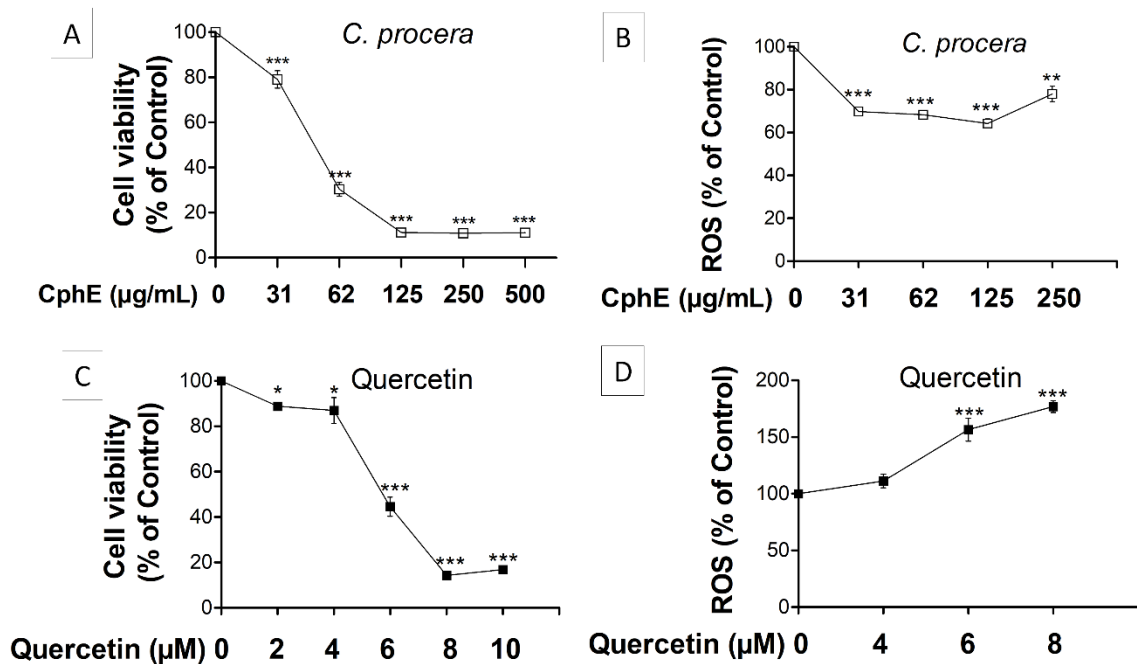 A
C. procera
Cell viability
(% of Control)
100
80
60
40
20
0
***
***
***
***
***
CphE (µg/mL) 0 31 62 125 250 500
B
C. procera
ROS (% of Control)
100
80
60
40
20
0
***
***
***
**
CphE (µg/mL) 0 31 62 125 250
C
Quercetin
Cell viability
(% of Control)
100
80
60
40
20
0
*
*
***
***
***
Quercetin (µM) 0 2 4 6 8 10
D
Quercetin
ROS (% of Control)
200
150
100
50
0
***
***
Quercetin (µM) 0 4 6 8